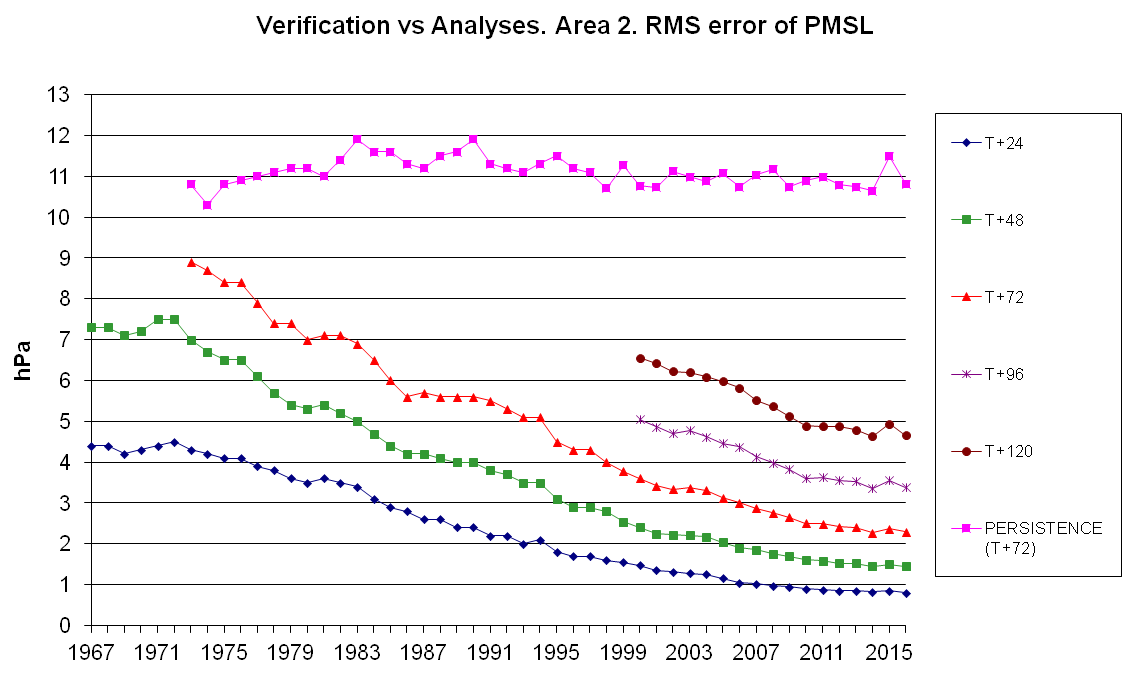 Verification vs Analyses. Area 2. RMS error of PMSL
13
12
11
10
9
8
7
6
5
4
3
2
1
0
hPa
1967 1971 1975 1979 1983 1987 1991 1995 1999 2003 2007 2011 2015
T+24
T+48
T+72
T+96
T+120
PERSISTENCE
(T+72)